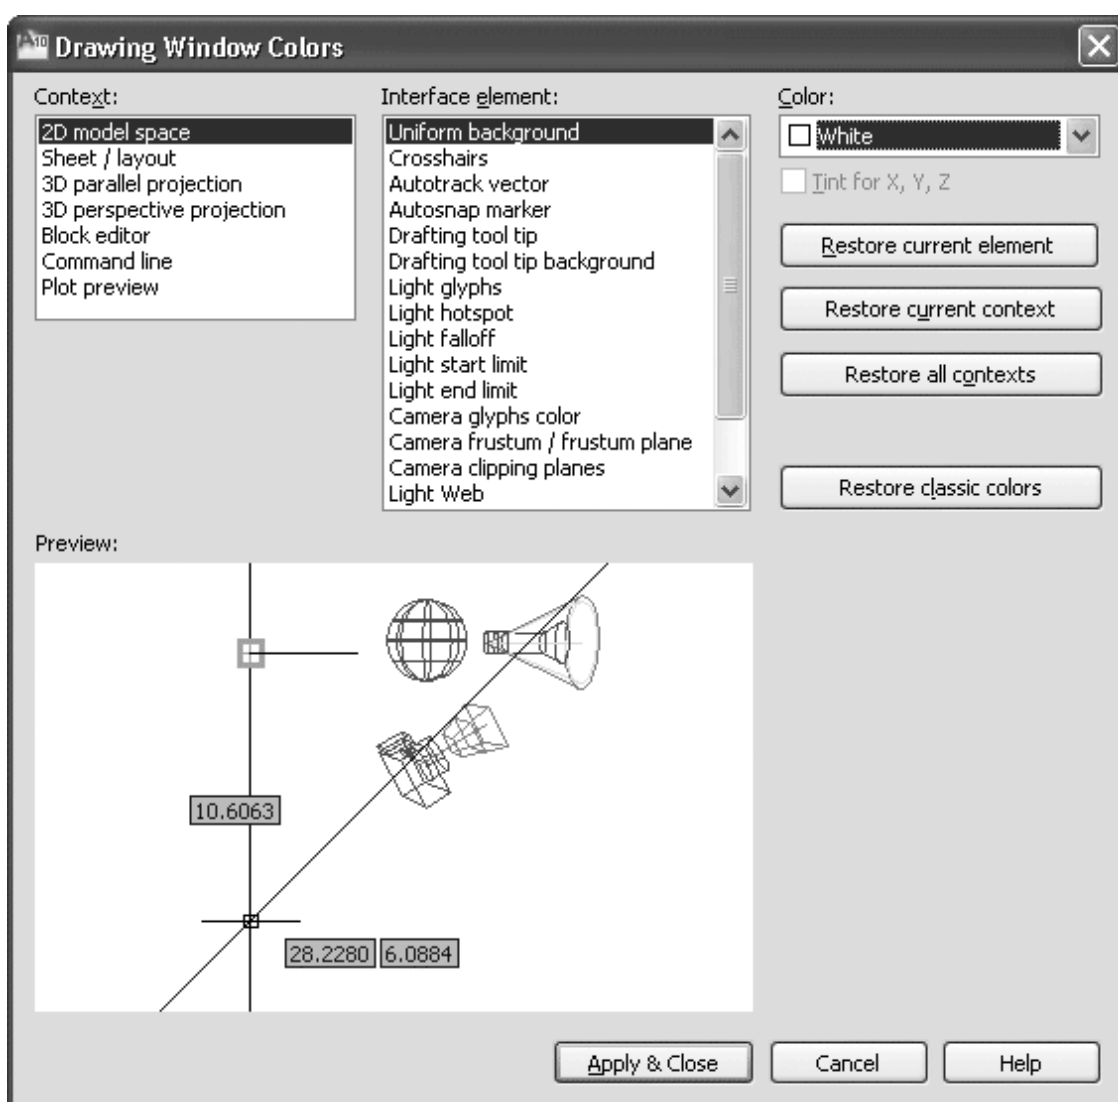 Drawing Window Colors
Context:
2D model space
Sheet / layout
3D parallel projection
3D perspective projection
Block editor
Command line
Plot preview
Interface element:
Uniform background
Crosshairs
Autotrack vector
Autosnap marker
Drafting tool tip
Drafting tool tip background
Light glyphs
Light hotspot
Light falloff
Light start limit
Light end limit
Camera glyphs color
Camera frustum / frustum plane
Camera clipping planes
Light Web
Color:
White
Tint for X, Y, Z
Restore current element
Restore current context
Restore all contexts
Restore classic colors
Preview:
10.6063
28.2280 6.0884
Apply & Close
Cancel
Help